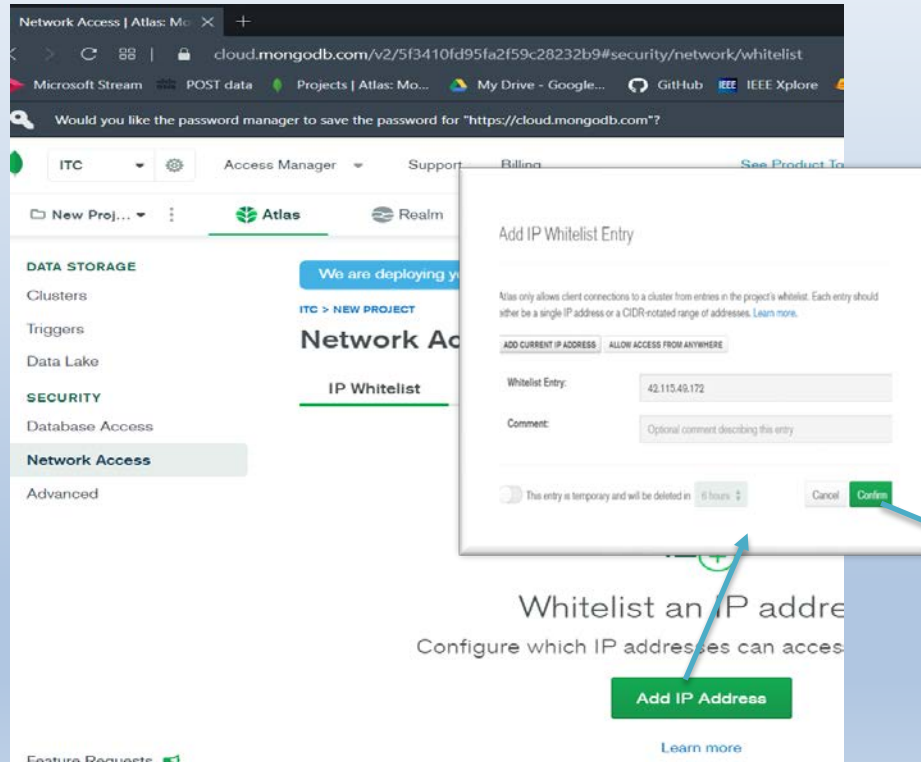 Network Access | Atlas: Mo
cloud.mongodb.com/v2/5f3410fd95fa2f59c28232b9#security/network/whitelist
Microsoft Stream POST data Projects | Atlas: Mo... My Drive - Google... GitHub IEEE IEEE Xplore
Would you like the password manager to save the password for "https://cloud.mongodb.com"?
ITC Access Manager Support Billing See Product To
New Proj... Atlas Realm
DATA STORAGE
Clusters
Triggers
Data Lake
SECURITY
Database Access
Network Access
Advanced
Feature Requests
We are deploying y
ITC > NEW PROJECT
Network Ac
IP Whitelist
Add IP Whitelist Entry
Atlas only allows client connections to a cluster from entries in the project's whitelist. Each entry should
either be a single IP address or a CIDR-notated range of addresses. Learn more.
ADD CURRENT IP ADDRESS ALLOW ACCESS FROM ANYWHERE
Whitelist Entry: 42.115.49.172
Comment: Optional comment describing this entry
This entry is temporary and will be deleted in 6 hours Cancel Confirm
Whitelist an IP addre
Configure which IP addresses can acces
Add IP Address
Learn more